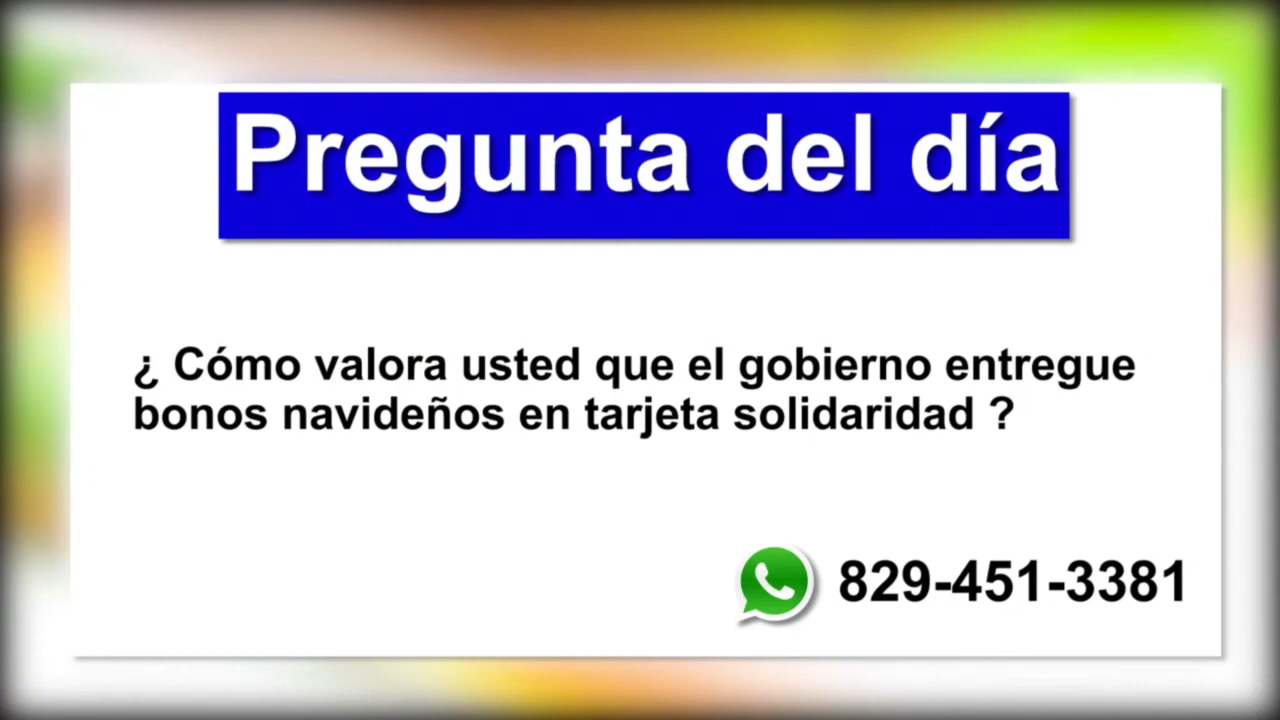 Pregunta del día
¿ Cómo valora usted que el gobierno entregue
bonos navideños en tarjeta solidaridad ?
829-451-3381